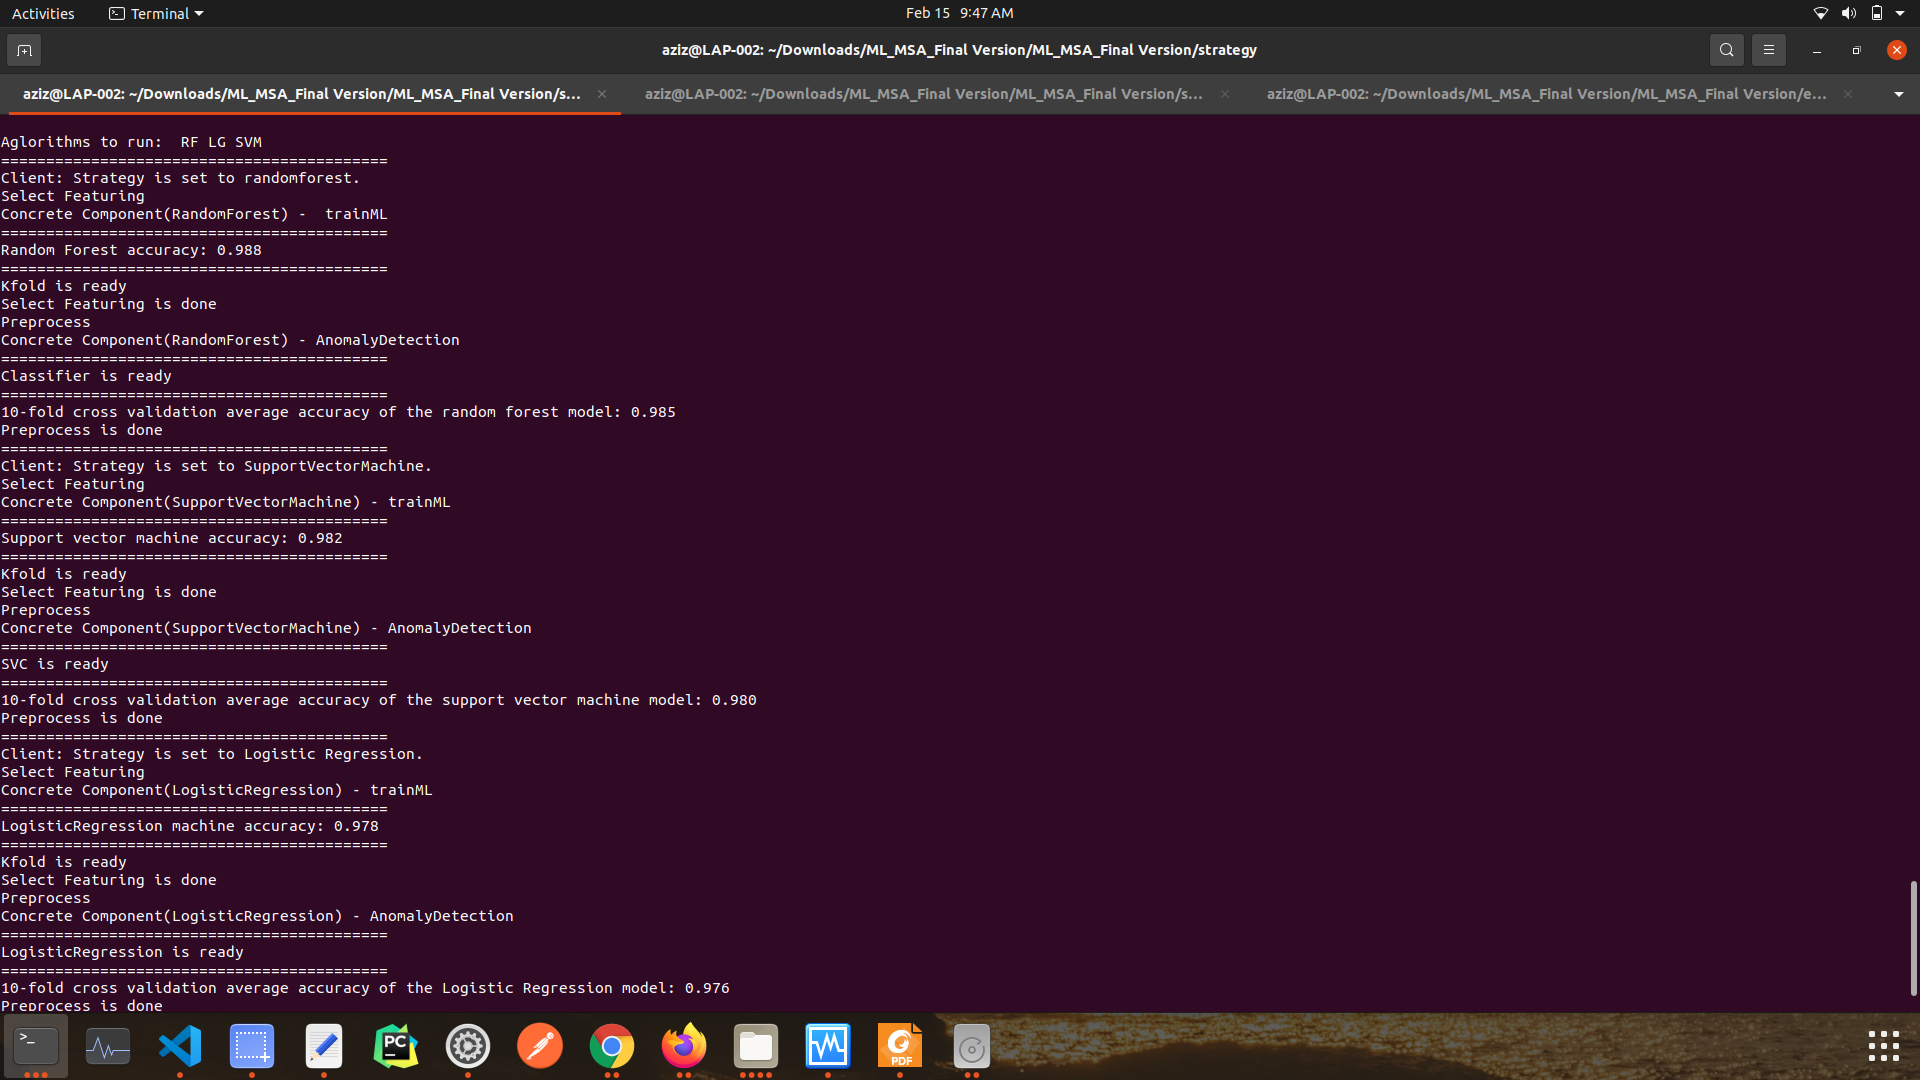 Activities Terminal Feb 15 9:47 AM
aziz@LAP-002: ~/Downloads/ML_MSA_Final Version/ML_MSA_Final Version/strategy
aziz@LAP-002: ~/Downloads/ML_MSA_Final Version/ML_MSA_Final Version/s... aziz@LAP-002: ~/Downloads/ML_MSA_Final Version/ML_MSA_Final Version/s... aziz@LAP-002: ~/Downloads/ML_MSA_Final Version/ML_MSA_Final Version/e...
Aglorithms to run:  RF LG SVM
===========================================
Client: Strategy is set to randomforest.
Select Featuring
Concrete Component(RandomForest) -  trainML
===========================================
Random Forest accuracy: 0.988
===========================================
Kfold is ready
Select Featuring is done
Preprocess
Concrete Component(RandomForest) - AnomalyDetection
===========================================
Classifier is ready
===========================================
10-fold cross validation average accuracy of the random forest model: 0.985
Preprocess is done
===========================================
Client: Strategy is set to SupportVectorMachine.
Select Featuring
Concrete Component(SupportVectorMachine) - trainML
===========================================
Support vector machine accuracy: 0.982
===========================================
Kfold is ready
Select Featuring is done
Preprocess
Concrete Component(SupportVectorMachine) - AnomalyDetection
===========================================
SVC is ready
===========================================
10-fold cross validation average accuracy of the support vector machine model: 0.980
Preprocess is done
===========================================
Client: Strategy is set to Logistic Regression.
Select Featuring
Concrete Component(LogisticRegression) - trainML
===========================================
LogisticRegression machine accuracy: 0.978
===========================================
Kfold is ready
Select Featuring is done
Preprocess
Concrete Component(LogisticRegression) - AnomalyDetection
===========================================
LogisticRegression is ready
===========================================
10-fold cross validation average accuracy of the Logistic Regression model: 0.976
Preprocess is done
>_ PC PDF